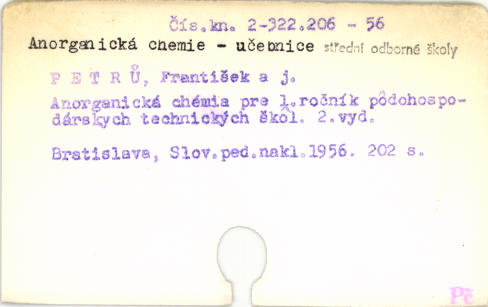 Čís.kn. 2-322.206 - 56
Anorganická chemie - učebnice střední odborné školy
P E T R Ů, František a j.
Anorganická chémia pre 1.ročník pôdohospo-
dárskych technických škôl. 2.vyd.
Bratislava, Slov.ped.nakl.1956. 202 s.
Pč